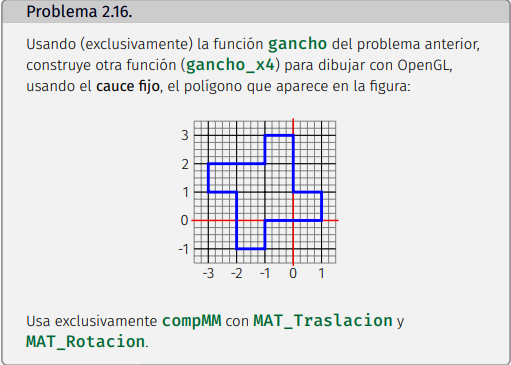 Problema 2.16.
Usando (exclusivamente) la función gancho del problema anterior,
construye otra función (gancho_x4) para dibujar con OpenGL,
usando el cauce fijo, el polígono que aparece en la figura:
3
2
1
0
-1
-3 -2 -1 0 1
Usa exclusivamente compMM con MAT_Traslacion y
MAT_Rotacion.